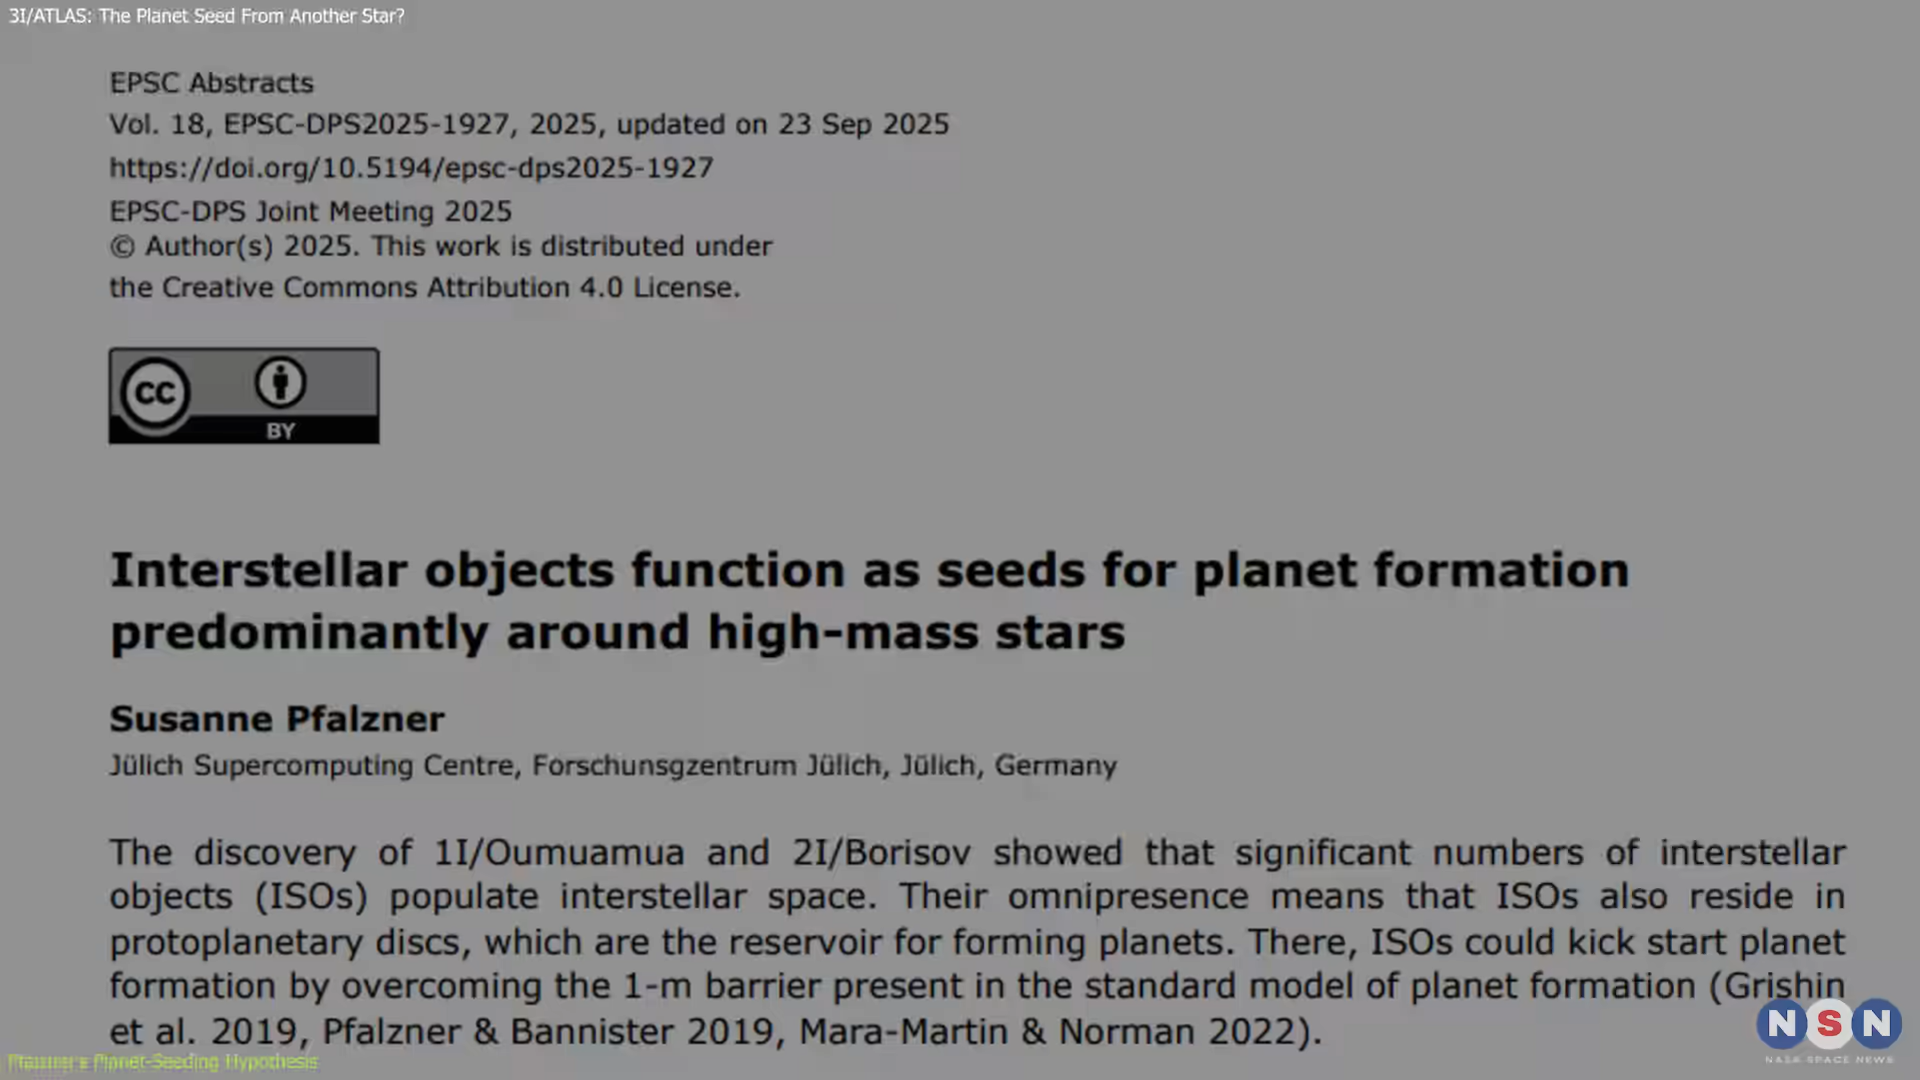 3I/ATLAS: The Planet Seed From Another Star?
EPSC Abstracts
Vol. 18, EPSC-DPS2025-1927, 2025, updated on 23 Sep 2025
https://doi.org/10.5194/epsc-dps2025-1927
EPSC-DPS Joint Meeting 2025
© Author(s) 2025. This work is distributed under
the Creative Commons Attribution 4.0 License.
CC
BY
Interstellar objects function as seeds for planet formation
predominantly around high-mass stars
Susanne Pfalzner
Jülich Supercomputing Centre, Forschunsgzentrum Jülich, Jülich, Germany
The discovery of 1I/Oumuamua and 2I/Borisov showed that significant numbers of interstellar
objects (ISOs) populate interstellar space. Their omnipresence means that ISOs also reside in
protoplanetary discs, which are the reservoir for forming planets. There, ISOs could kick start planet
formation by overcoming the 1-m barrier present in the standard model of planet formation (Grishin
et al. 2019, Pfalzner & Bannister 2019, Mara-Martin & Norman 2022).
Pfalzner's Planet-Seeding Hypothesis
NSN
NASA SPACE NEWS